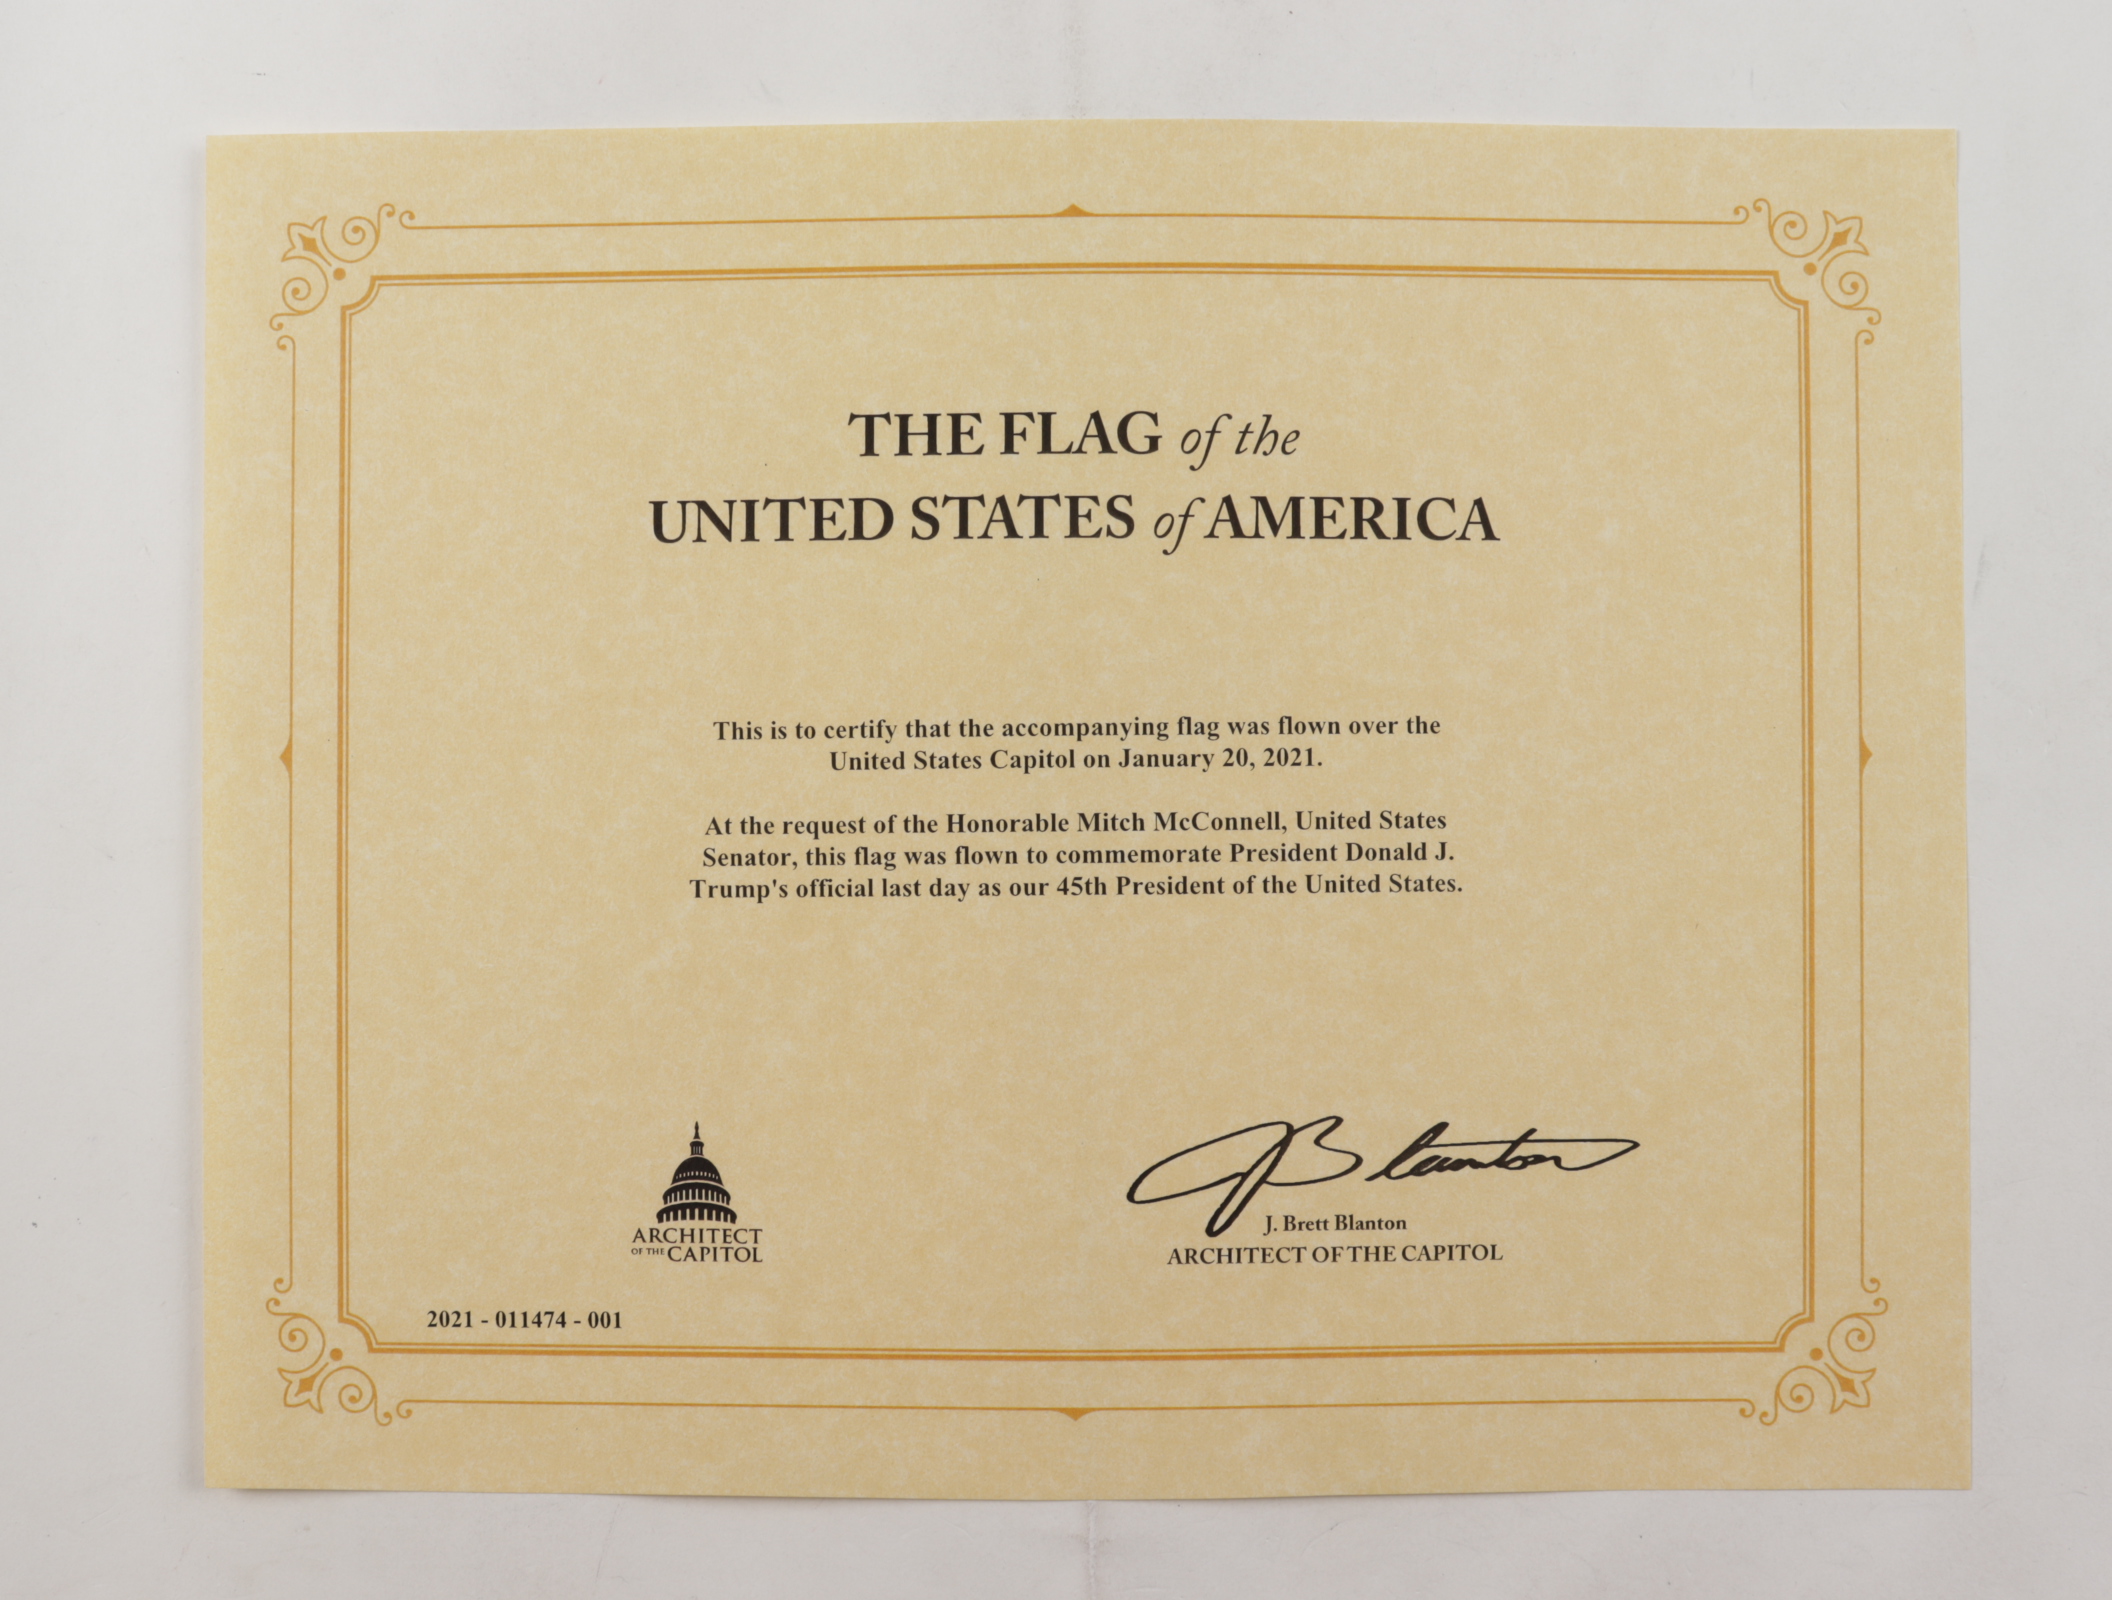 THE FLAG of the
UNITED STATES of AMERICA
This is to certify that the accompanying flag was flown over the
United States Capitol on January 20, 2021.
At the request of the Honorable Mitch McConnell, United States
Senator, this flag was flown to commemorate President Donald J.
Trump's official last day as our 45th President of the United States.
ARCHITECT
OF THE CAPITOL
JBlanton
J. Brett Blanton
ARCHITECT OF THE CAPITOL
2021 - 011474 - 001